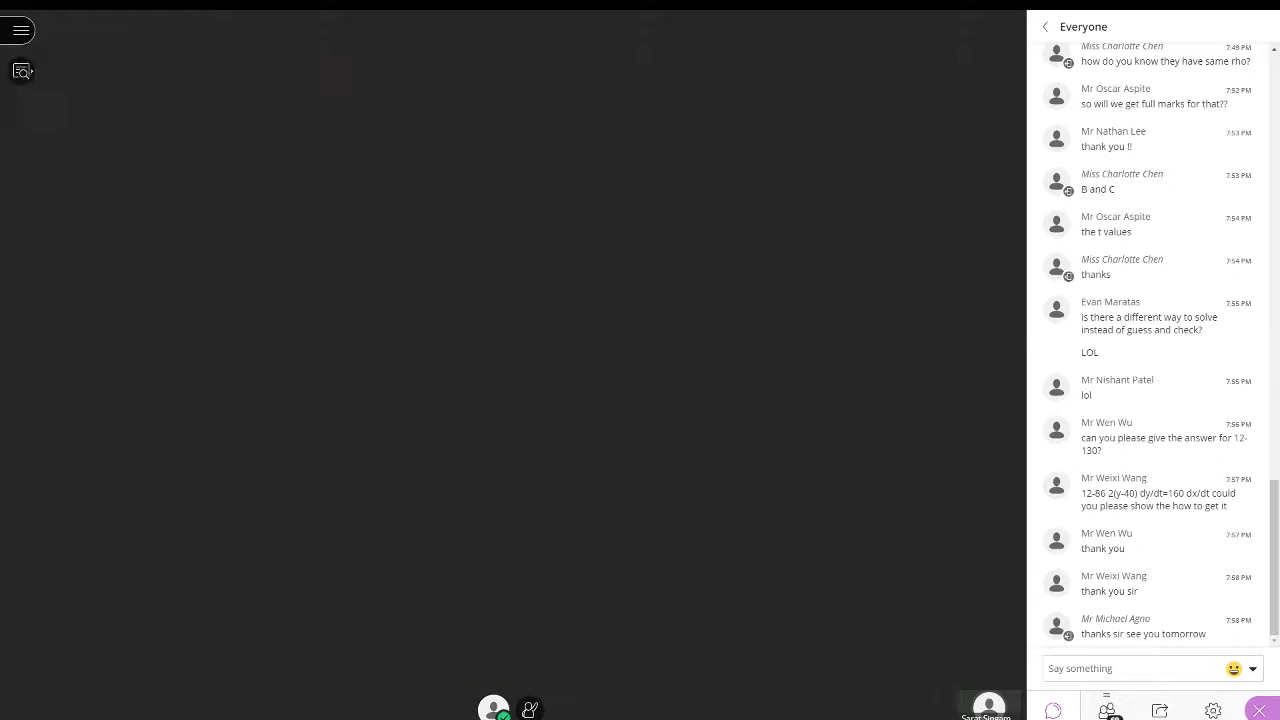 Everyone
Miss Charlotte Chen 7:49 PM
how do you know they have same rho?
Mr Oscar Aspite 7:52 PM
so will we get full marks for that??
Mr Nathan Lee 7:53 PM
thank you !!
Miss Charlotte Chen 7:53 PM
B and C
Mr Oscar Aspite 7:54 PM
the t values
Miss Charlotte Chen 7:54 PM
thanks
Evan Maratas 7:55 PM
Is there a different way to solve
instead of guess and check?
LOL
Mr Nishant Patel 7:55 PM
lol
Mr Wen Wu 7:56 PM
can you please give the answer for 12-
130?
Mr Weixi Wang 7:57 PM
12-86 2(y-40) dy/dt=160 dx/dt could
you please show the how to get it
Mr Wen Wu 7:57 PM
thank you
Mr Weixi Wang 7:58 PM
thank you sir
Mr Michael Agno 7:58 PM
thanks sir see you tomorrow
Say something
Sarat Singam